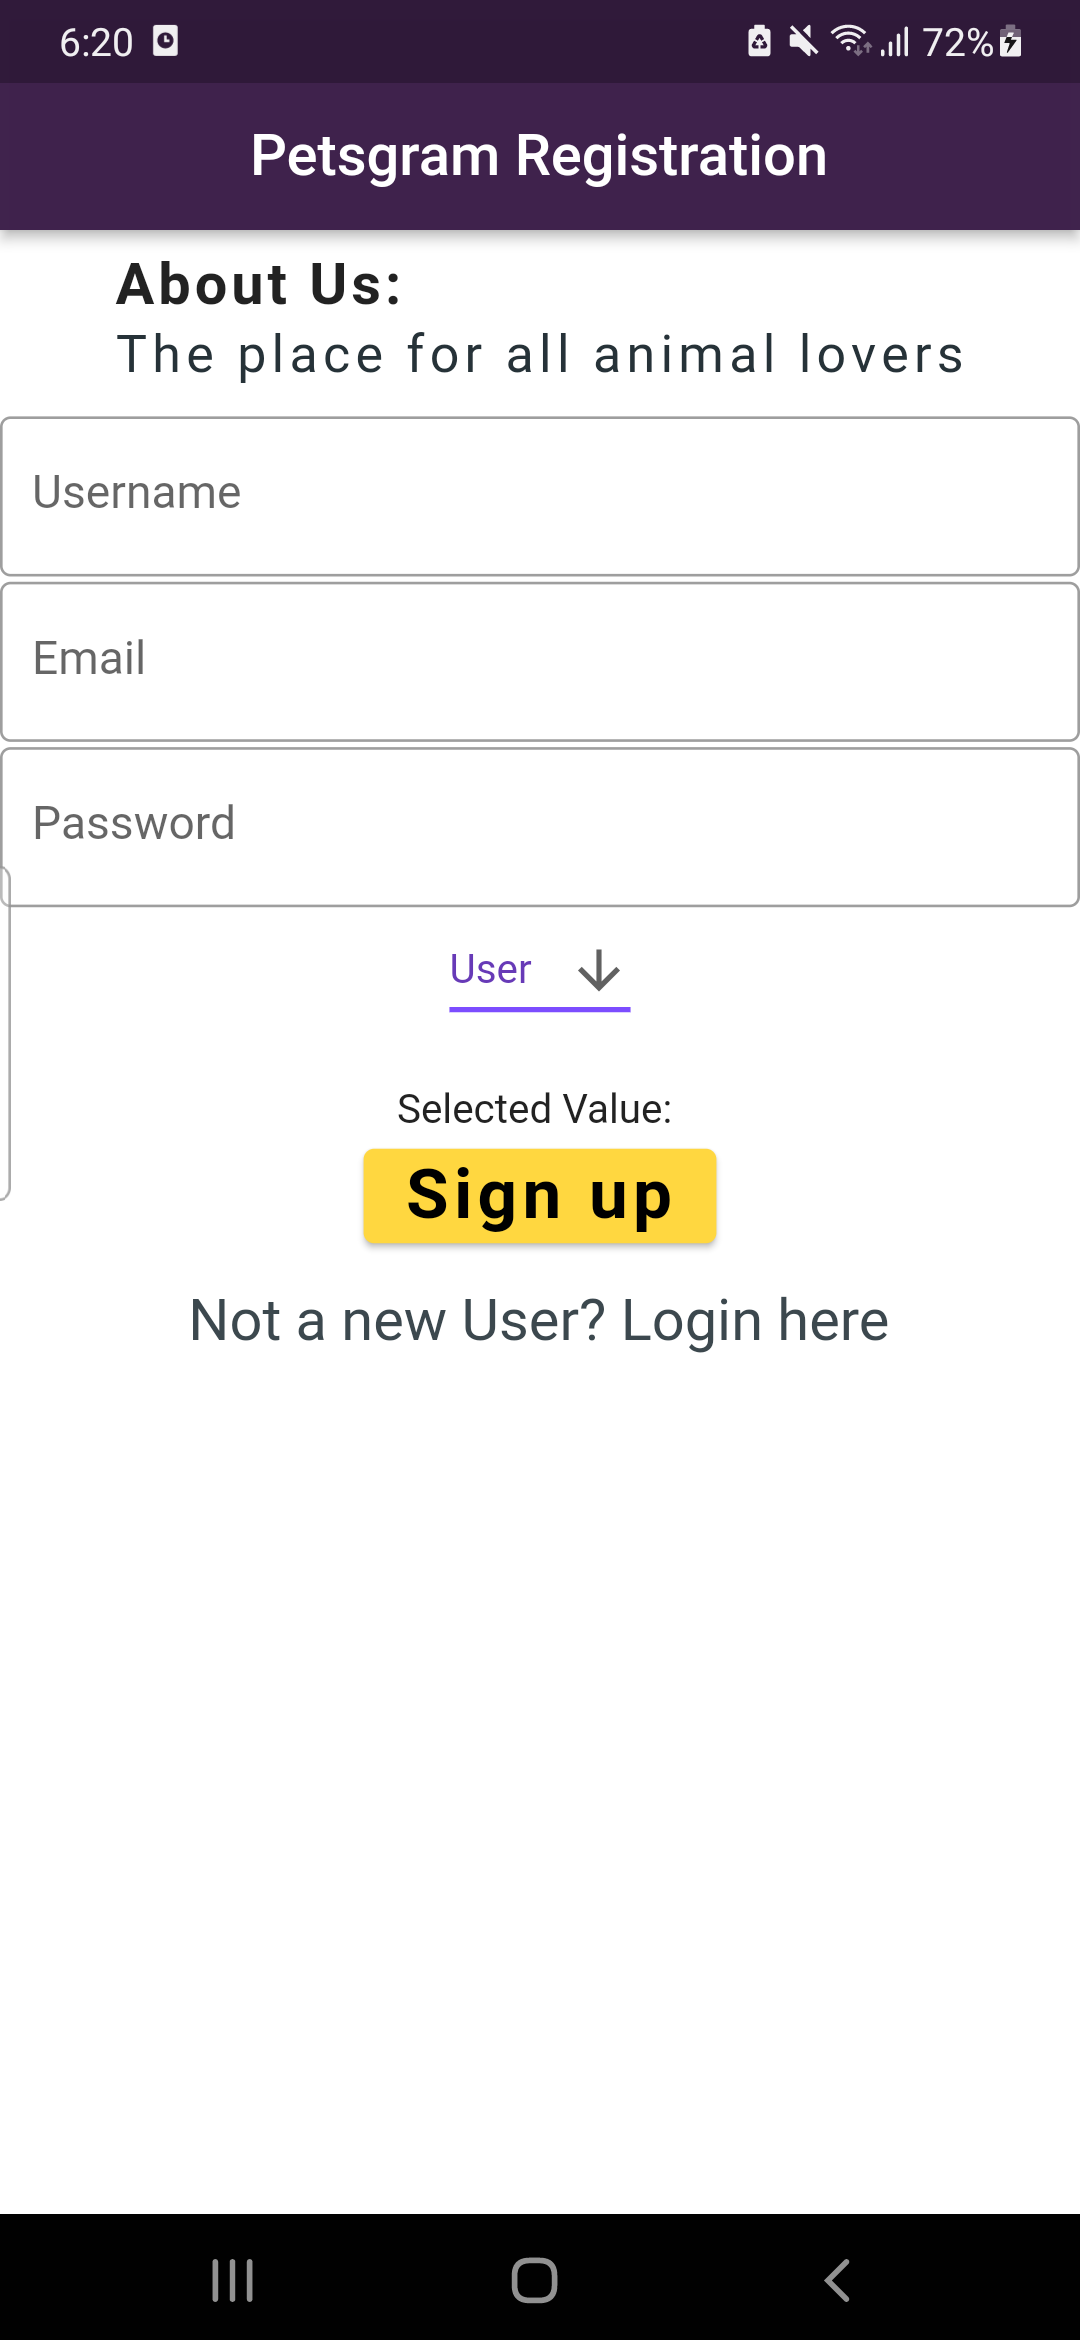 6:20 72%
Petsgram Registration
About Us:
The place for all animal lovers
Username
Email
Password
User
Selected Value:
Sign up
Not a new User? Login here